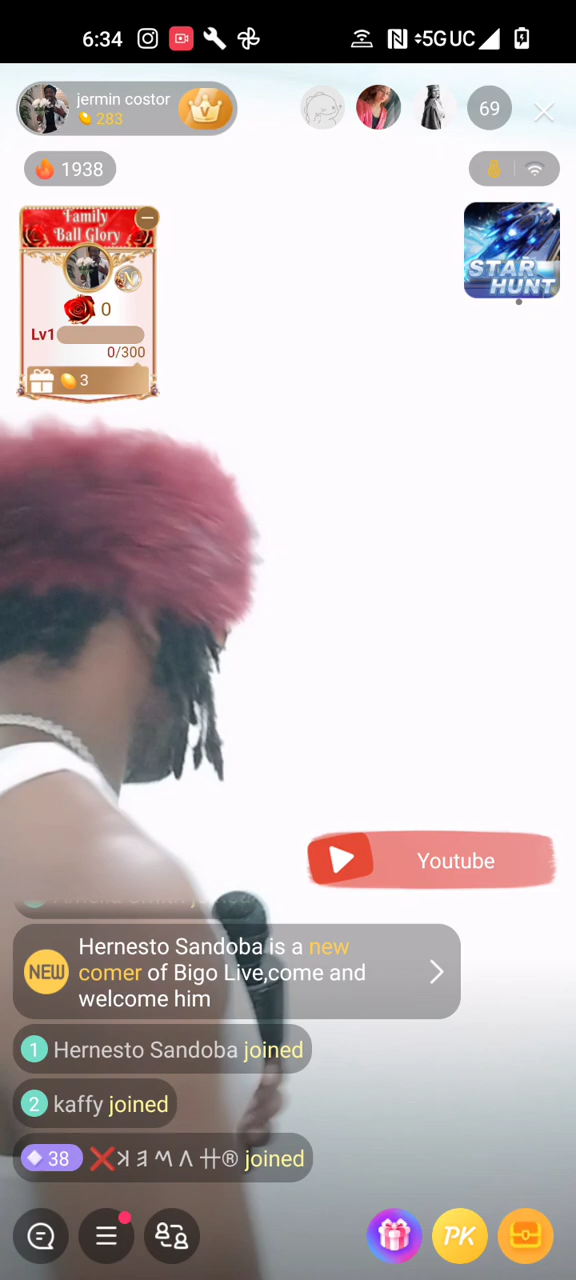 6:34
5G UC
jermin costor
283
V
69
1938
Family
Ball Glory
0
Lv1
0/300
3
STAR
HUNT
Youtube
joined
NEW
Hernesto Sandoba is a new
comer of Bigo Live,come and
welcome him
1 Hernesto Sandoba joined
2 kaffy joined
38 joined
PK